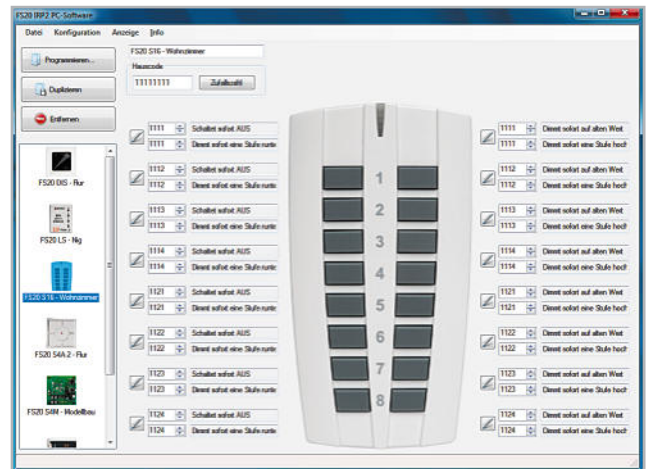 FS20 IRP2 PC-Software
Datei Konfiguration Anzeige Info
Programmieren...
Duplizieren
Entfernen
FS20 DIS - Flur
FS20 LS - Nig
FS20 S16 - Wohnzimmer
FS20 S4A-2 - Flur
FS20 S4M - Modellbau
FS20 S16 - Wohnzimmer
Hauscode
11111111 Zufallszahl
1111 Schaltet sofort AUS
1111 Dimmt sofort eine Stufe runter
1112 Schaltet sofort AUS
1112 Dimmt sofort eine Stufe runter
1113 Schaltet sofort AUS
1113 Dimmt sofort eine Stufe runter
1114 Schaltet sofort AUS
1114 Dimmt sofort eine Stufe runter
1121 Schaltet sofort AUS
1121 Dimmt sofort eine Stufe runter
1122 Schaltet sofort AUS
1122 Dimmt sofort eine Stufe runter
1123 Schaltet sofort AUS
1123 Dimmt sofort eine Stufe runter
1124 Schaltet sofort AUS
1124 Dimmt sofort eine Stufe runter
1
2
3
4
5
6
7
8
1111 Dimmt sofort auf alten Wert
1111 Dimmt sofort eine Stufe hoch
1112 Dimmt sofort auf alten Wert
1112 Dimmt sofort eine Stufe hoch
1113 Dimmt sofort auf alten Wert
1113 Dimmt sofort eine Stufe hoch
1114 Dimmt sofort auf alten Wert
1114 Dimmt sofort eine Stufe hoch
1121 Dimmt sofort auf alten Wert
1121 Dimmt sofort eine Stufe hoch
1122 Dimmt sofort auf alten Wert
1122 Dimmt sofort eine Stufe hoch
1123 Dimmt sofort auf alten Wert
1123 Dimmt sofort eine Stufe hoch
1124 Dimmt sofort auf alten Wert
1124 Dimmt sofort eine Stufe hoch